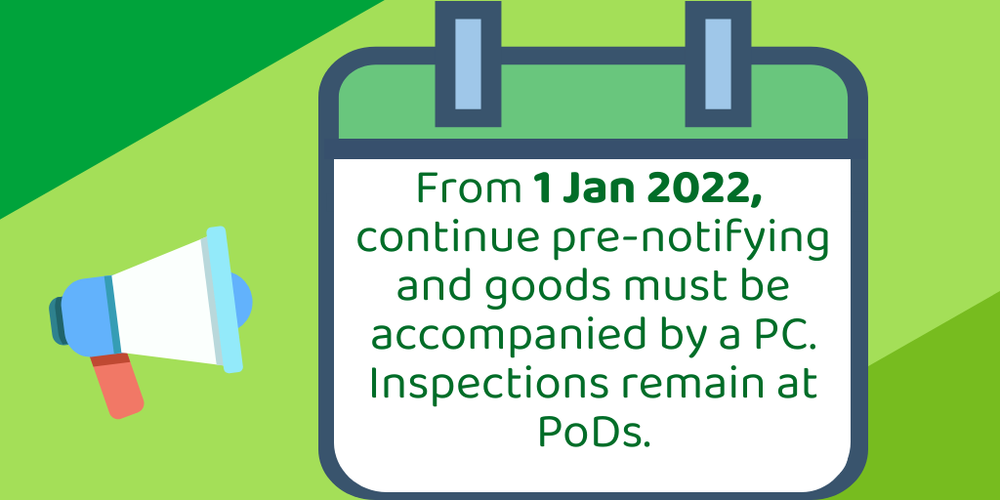 From 1 Jan 2022,
continue pre-notifying
and goods must be
accompanied by a PC.
Inspections remain at
PoDs.